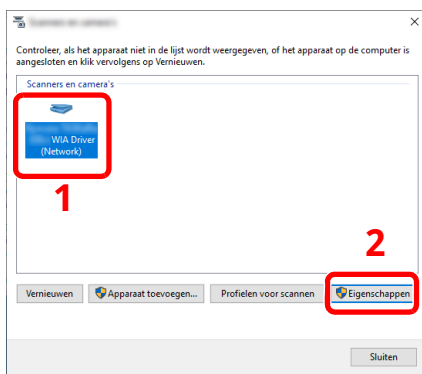 Controleer, als het apparaat niet in de lijst wordt weergegeven, of het apparaat op de computer is
aangesloten en klik vervolgens op Vernieuwen.
Scanners en camera's
WIA Driver
(Network)
1
2
Vernieuwen
Apparaat toevoegen...
Profielen voor scannen
Eigenschappen
Sluiten